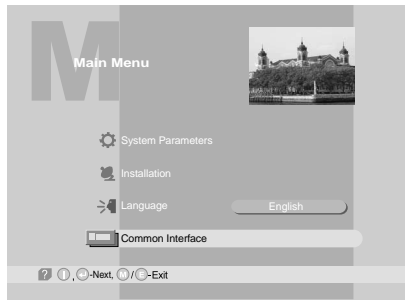 M
Main Menu
System Parameters
Installation
Language English
Common Interface
? , -Next, M / E -Exit